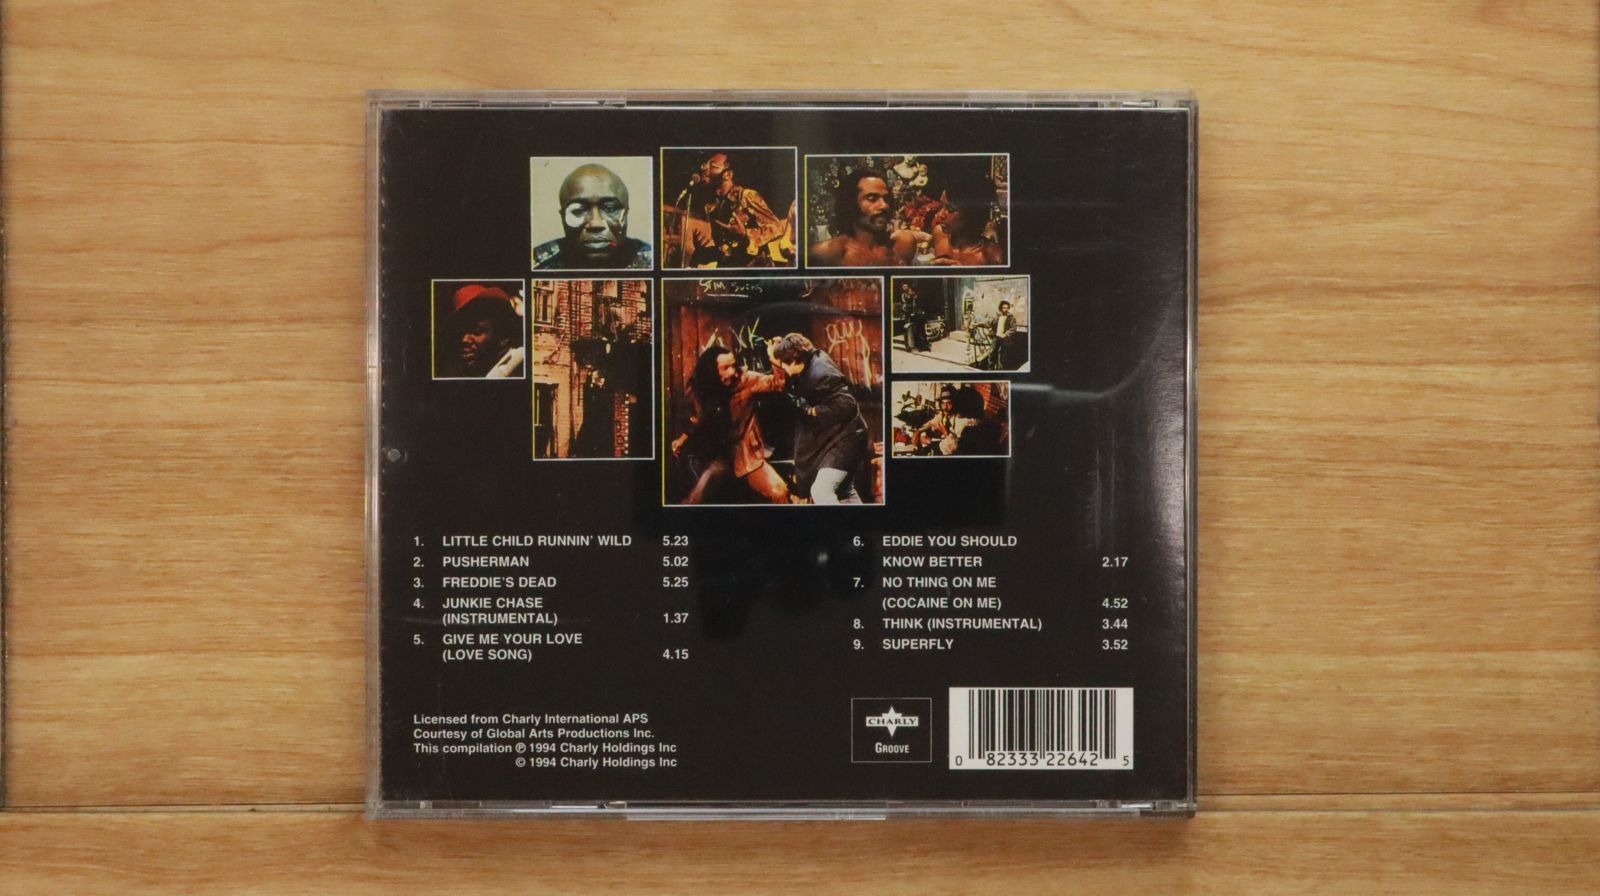 STIM SUCKS
1. LITTLE CHILD RUNNIN' WILD 5.23
2. PUSHERMAN 5.02
3. FREDDIE'S DEAD 5.25
4. JUNKIE CHASE
(INSTRUMENTAL) 1.37
5. GIVE ME YOUR LOVE
(LOVE SONG) 4.15
6. EDDIE YOU SHOULD
KNOW BETTER 2.17
7. NO THING ON ME
(COCAINE ON ME) 4.52
8. THINK (INSTRUMENTAL) 3.44
9. SUPERFLY 3.52
Licensed from Charly International APS
Courtesy of Global Arts Productions Inc.
This compilation ℗ 1994 Charly Holdings Inc
© 1994 Charly Holdings Inc
CHARLY
GROOVE
0 82333 22642 5